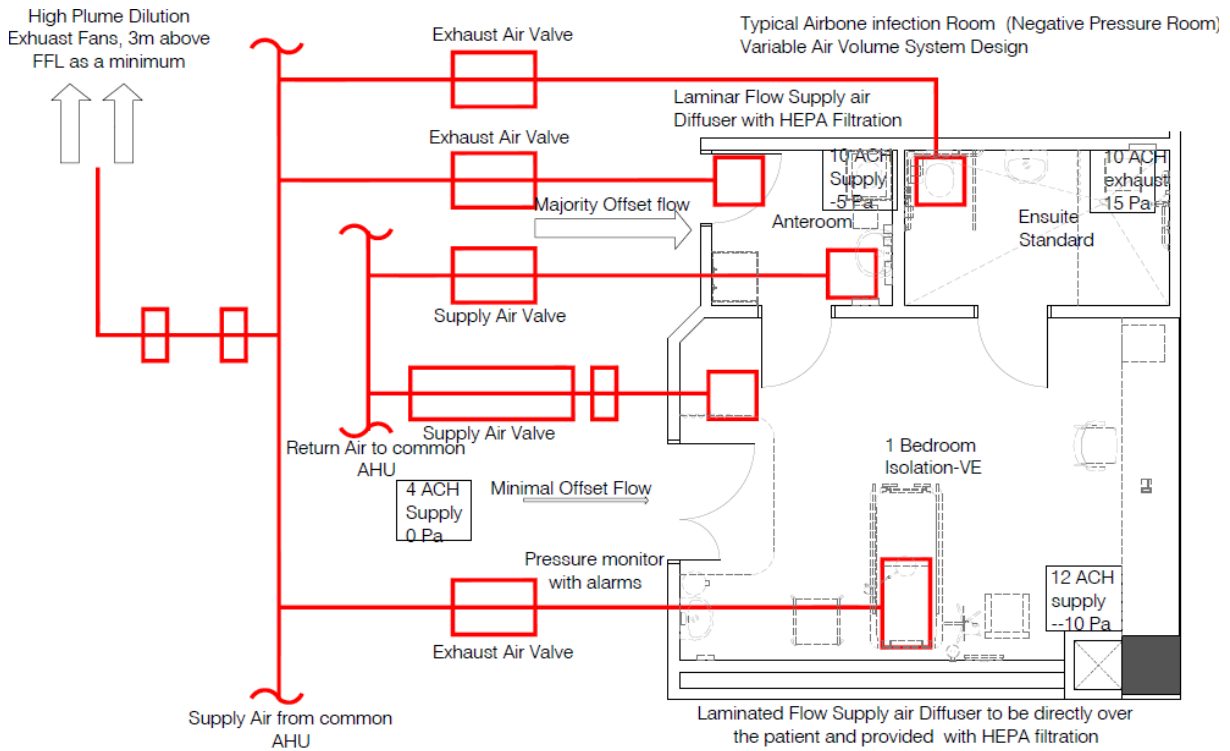 High Plume Dilution
Exhuast Fans, 3m above
FFL as a minimum
Exhaust Air Valve
Typical Airbone infection Room (Negative Pressure Room)
Variable Air Volume System Design
Laminar Flow Supply air
Diffuser with HEPA Filtration
Exhaust Air Valve
10 ACH
Supply
-5 Pa
10 ACH
exhaust
15 Pa
Majority Offset flow
Anteroom
Ensuite
Standard
Supply Air Valve
Supply Air Valve
Return Air to common
AHU
1 Bedroom
Isolation-VE
4 ACH
Supply
0 Pa
Minimal Offset Flow
Pressure monitor
with alarms
12 ACH
supply
--10 Pa
Exhaust Air Valve
Supply Air from common
AHU
Laminated Flow Supply air Diffuser to be directly over
the patient and provided with HEPA filtration